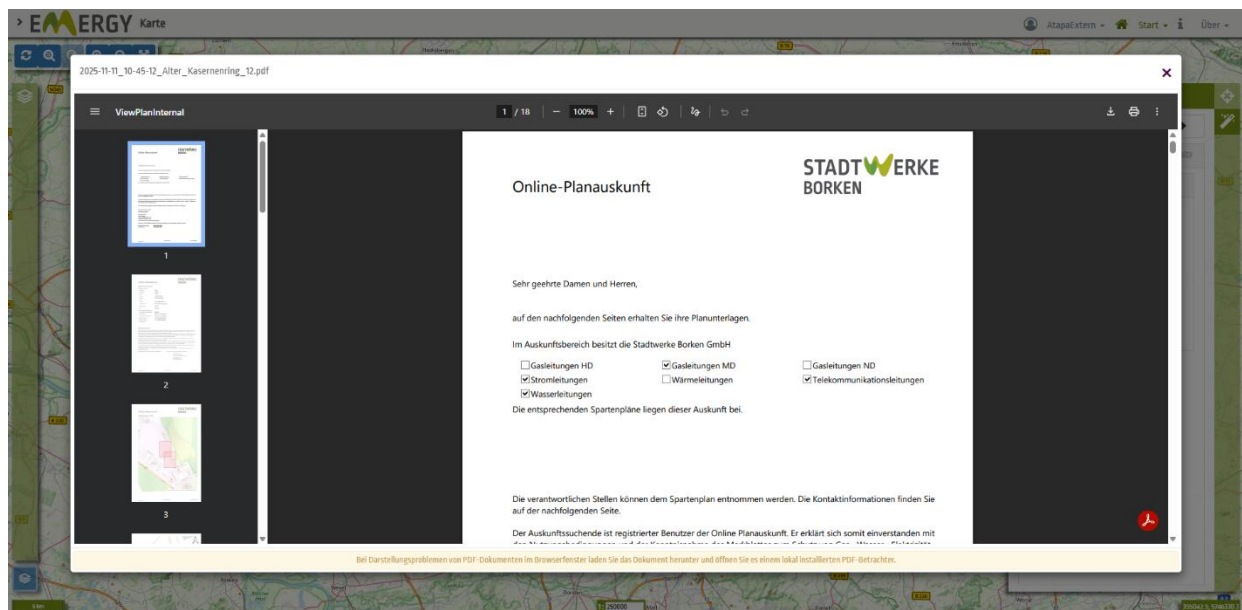 EMERGY Karte
AtapaExtern
Start
Über
2025-11-11_10-45-12_Alter_Kasernenring_12.pdf
ViewPlanInternal
1 / 18
100%
1
2
3
Online-Planauskunft
STADTWERKE
BORKEN
Sehr geehrte Damen und Herren,
auf den nachfolgenden Seiten erhalten Sie ihre Planunterlagen.
Im Auskunftsbereich besitzt die Stadtwerke Borken GmbH
Gasleitungen HD Gasleitungen MD Gasleitungen ND
Stromleitungen Wärmeleitungen Telekommunikationsleitungen
Wasserleitungen
Die entsprechenden Spartenpläne liegen dieser Auskunft bei.
Die verantwortlichen Stellen können dem Spartenplan entnommen werden. Die Kontaktinformationen finden Sie
auf der nachfolgenden Seite.
Der Auskunftssuchende ist registrierter Benutzer der Online Planauskunft. Er erklärt sich somit einverstanden mit
Bei Darstellungsproblemen von PDF-Dokumenten im Browserfenster laden Sie das Dokument herunter und öffnen Sie es einem lokal installierten PDF-Betrachter.